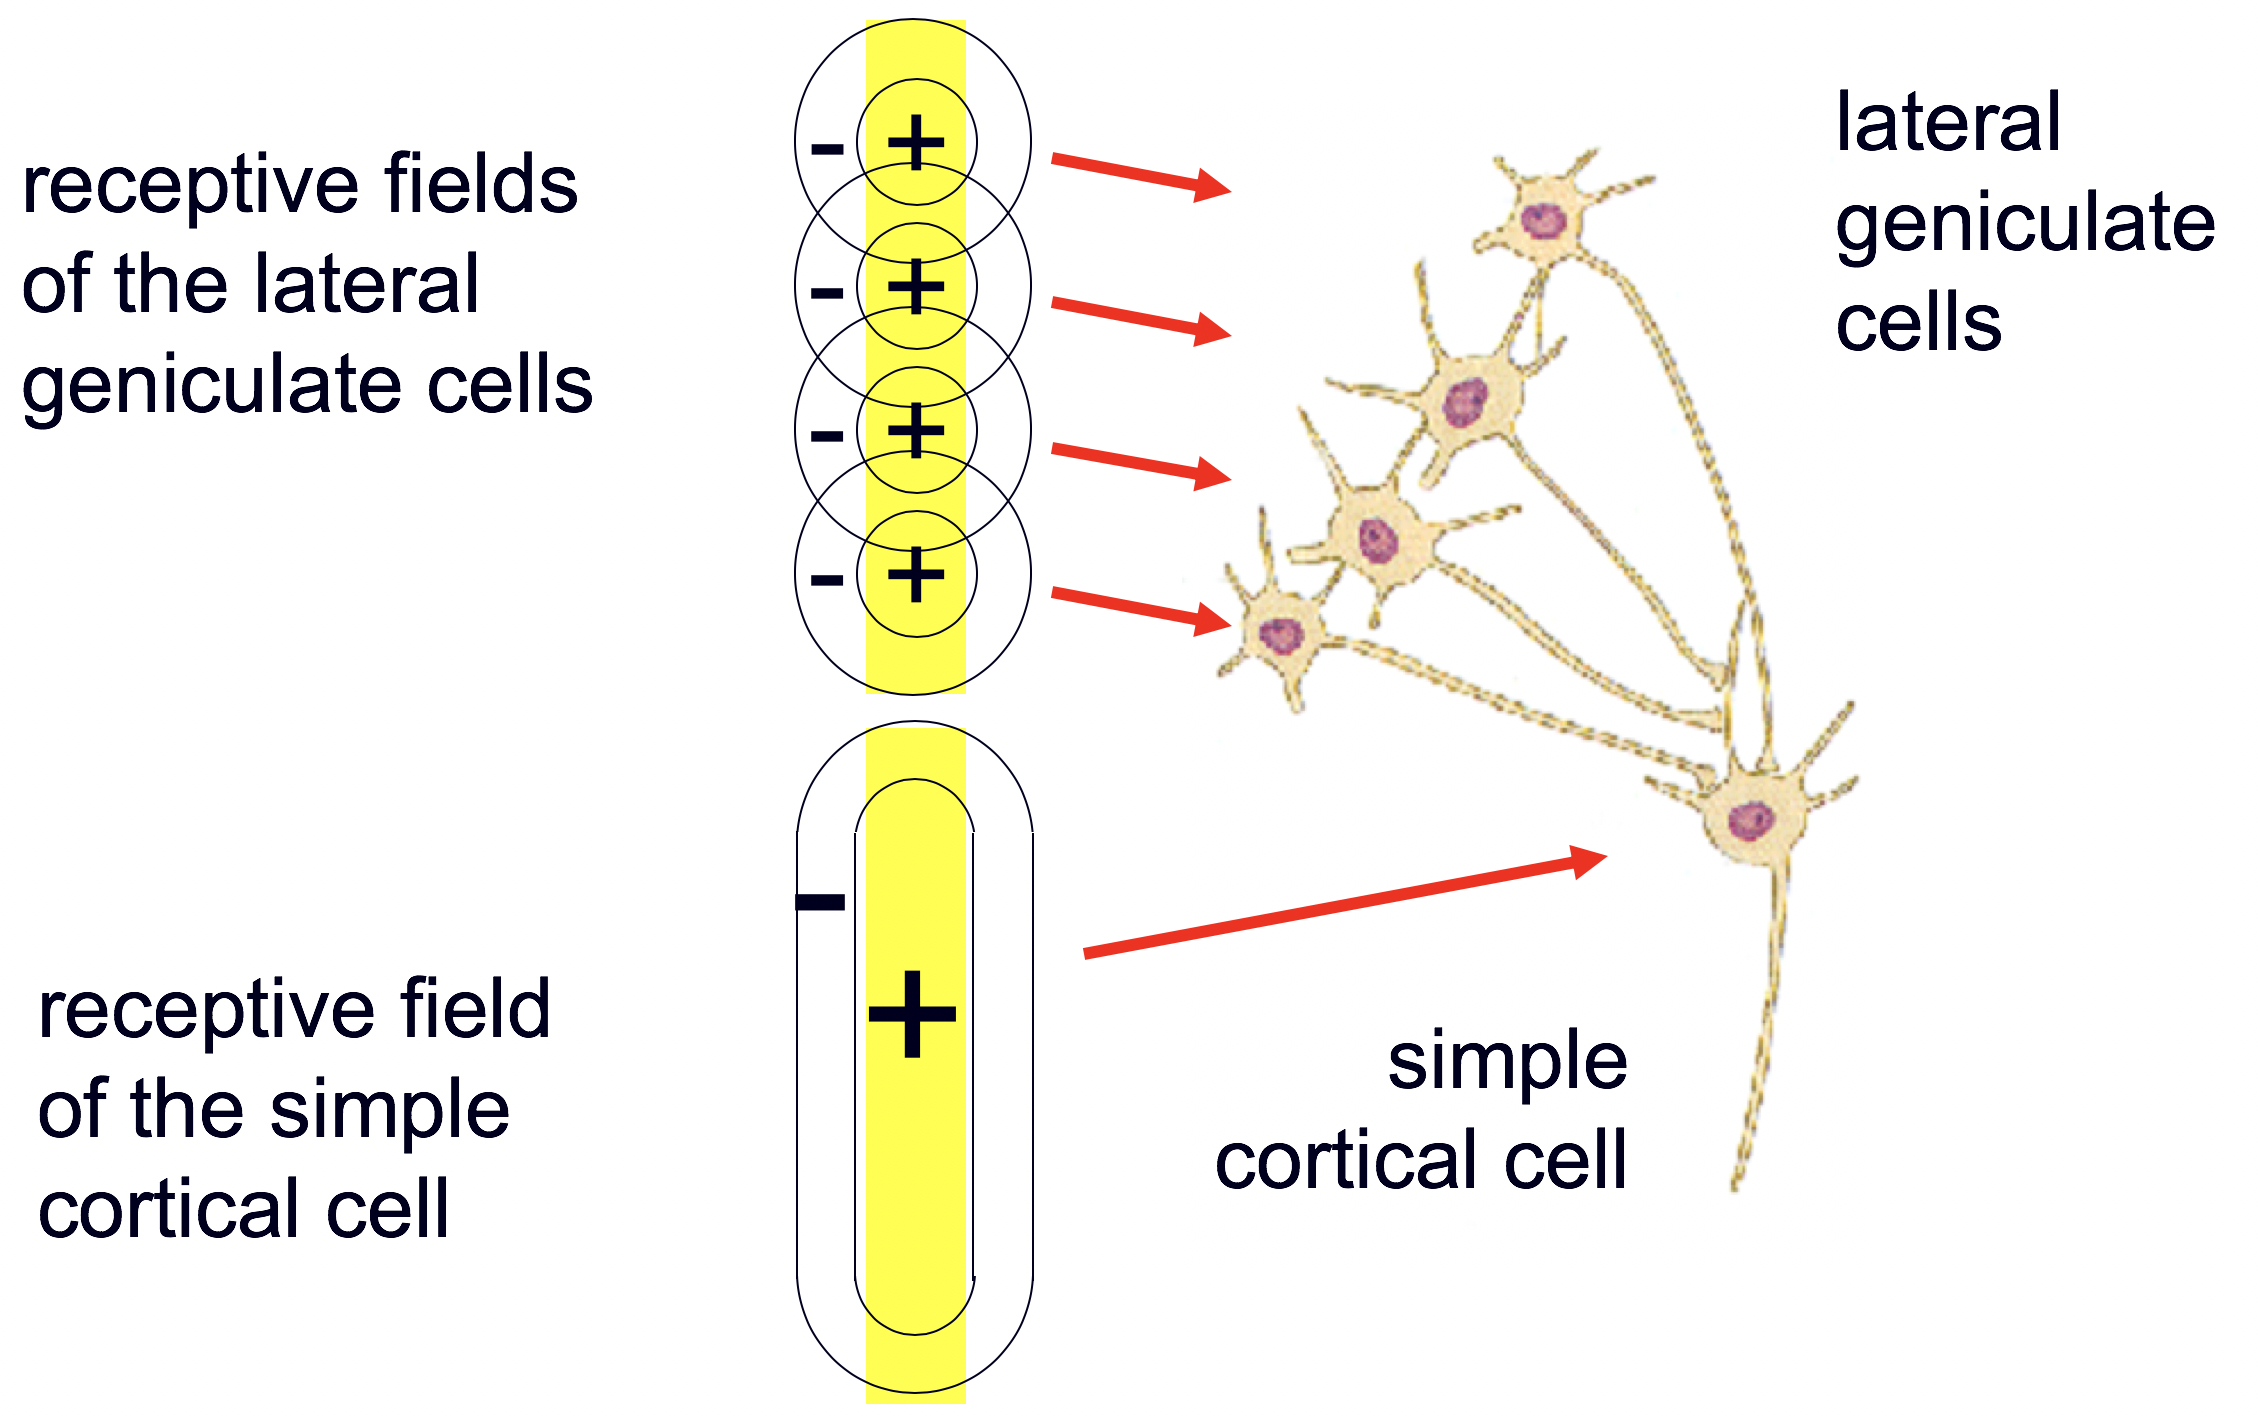 receptive fields
of the lateral
geniculate cells
- +
- +
- +
- +
lateral
geniculate
cells
receptive field
of the simple
cortical cell
-
+
simple
cortical cell